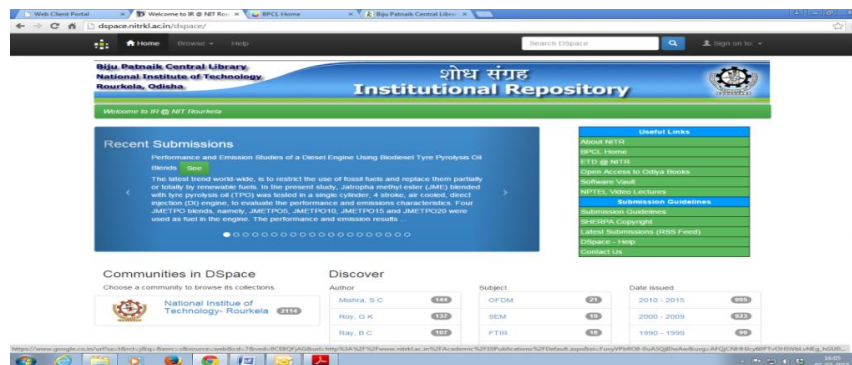 Web Client Portal
Welcome to IR @ NIT Rou
BPCL Home
Biju Patnaik Central Librar
dspace.nitrkl.ac.in/dspace/
Home Browse Help Search DSpace Sign on to:
Biju Patnaik Central Library
National Institute of Technology
Rourkela, Odisha
शोध संग्रह
Institutional Repository
Welcome to IR @ NIT Rourkela
Recent Submissions
Performance and Emission Studies of a Diesel Engine Using Biodiesel Tyre Pyrolysis Oil
Blends See
The latest trend world-wide, is to restrict the use of fossil fuels and replace them partially
or totally by renewable fuels. In the present study, Jatropha methyl ester (JME) blended
with tyre pyrolysis oil (TPO) was tested in a single cylinder, 4 stroke, air cooled, direct
injection (DI) engine, to evaluate the performance and emissions characteristics. Four
JMETPO blends, namely, JMETPO5, JMETPO10, JMETPO15 and JMETPO20 were
used as fuel in the engine. The performance and emission results ...
Useful Links
About NITR
BPCL Home
ETD @ NITR
Open Access to Odiya Books
Software Vault
NPTEL Video Lectures
Submission Guidelines
Submission Guidelines
SHERPA Copyright
Latest Submissions (RSS Feed)
DSpace - Help
Contact Us
Communities in DSpace
Choose a community to browse its collections.
National Institue of
Technology- Rourkela 2114
Discover
Author Subject Date issued
Mishra, S C 144 OFDM 21 2010 - 2015 995
Roy, G K 137 SEM 19 2000 - 2009 923
Ray, B C 107 FTIR 18 1990 - 1999 99
16:05